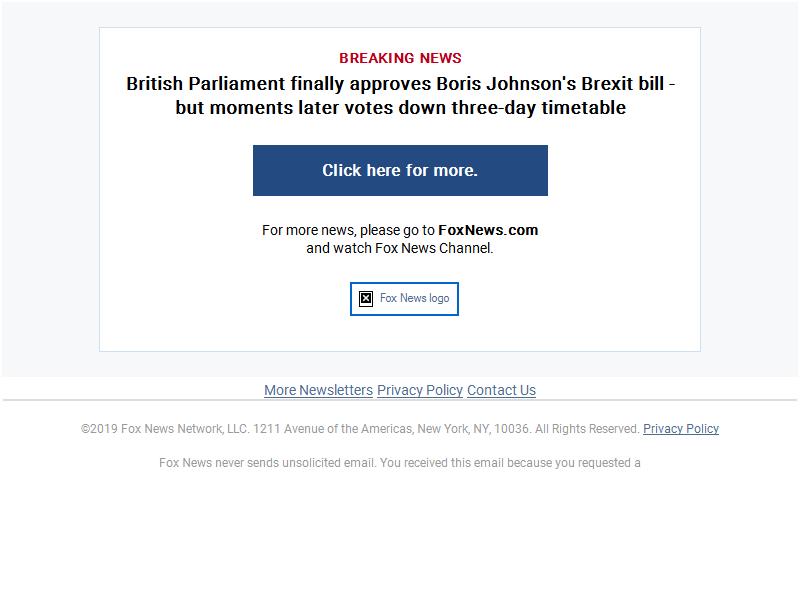 BREAKING NEWS
British Parliament finally approves Boris Johnson's Brexit bill -
but moments later votes down three-day timetable
Click here for more.
For more news, please go to FoxNews.com
and watch Fox News Channel.
Fox News logo
More Newsletters Privacy Policy Contact Us
©2019 Fox News Network, LLC. 1211 Avenue of the Americas, New York, NY, 10036. All Rights Reserved. Privacy Policy
Fox News never sends unsolicited email. You received this email because you requested a